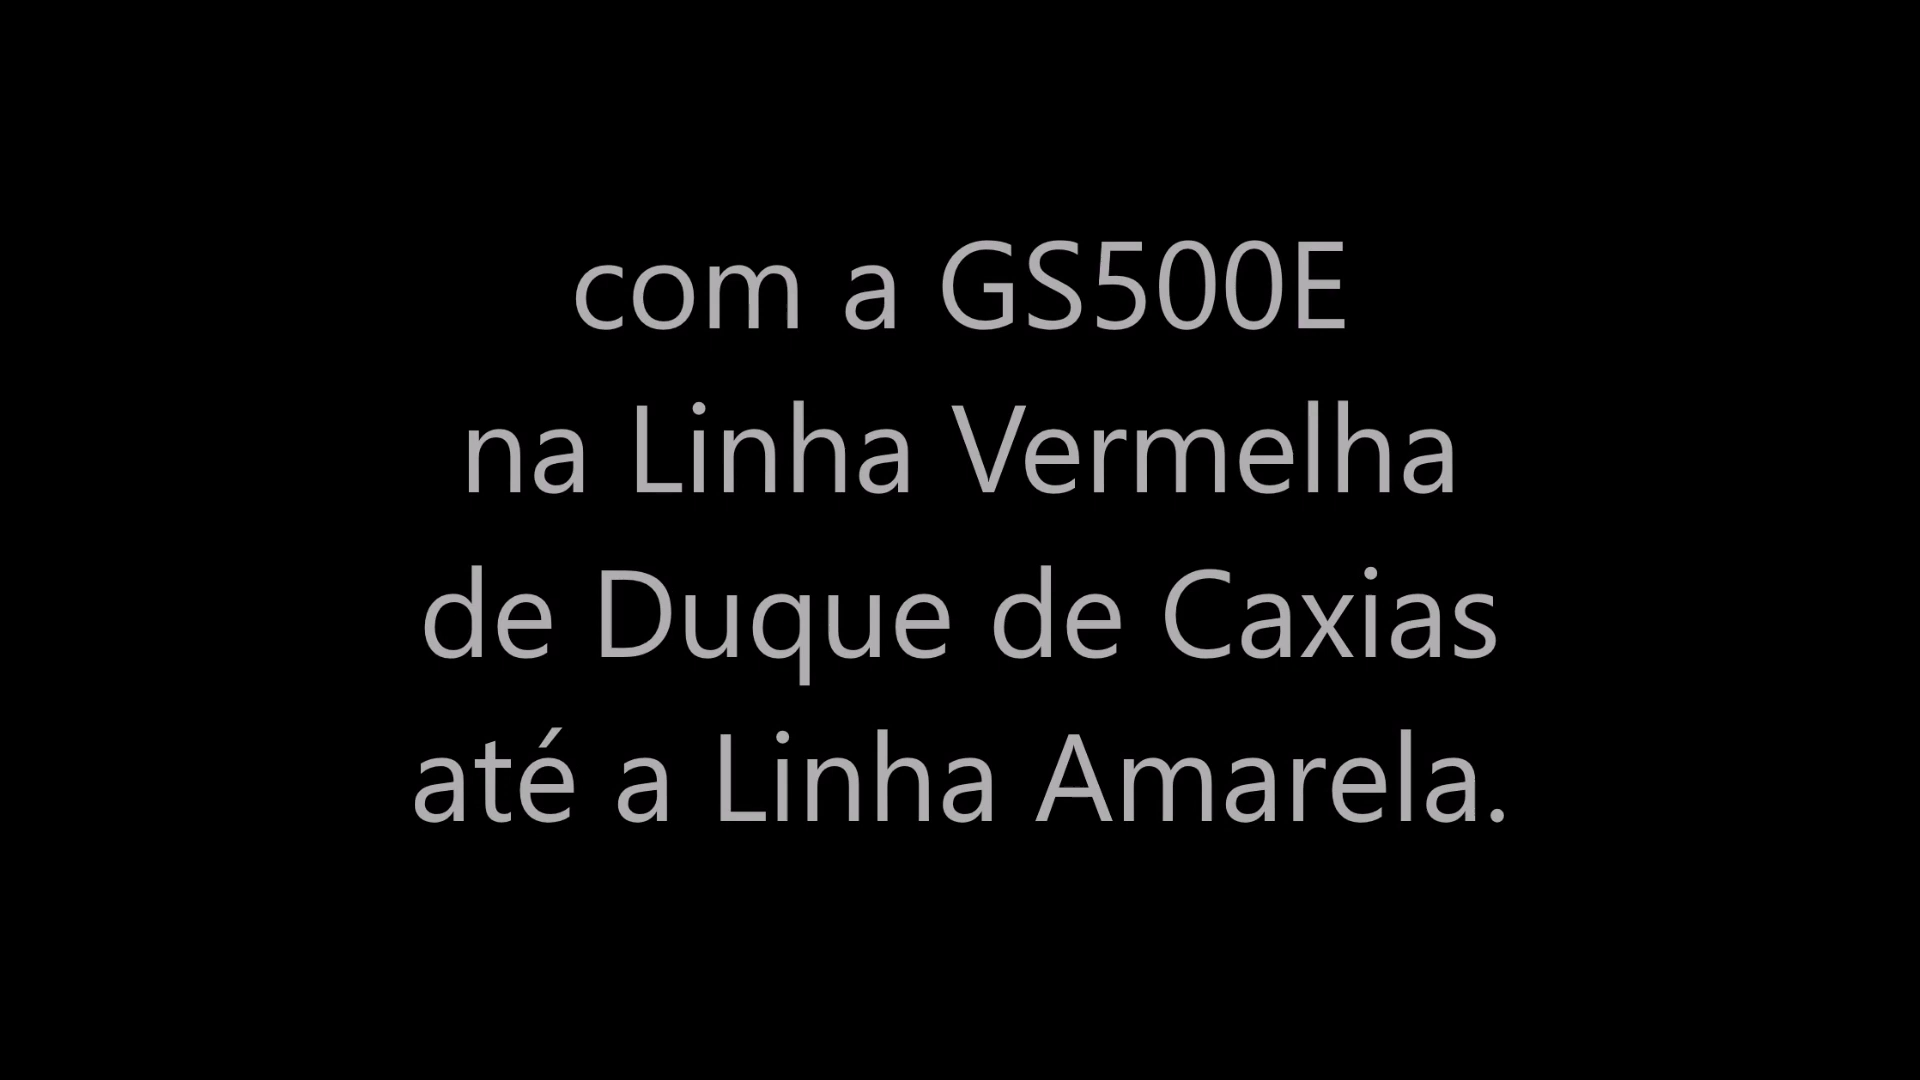 com a GS500E
na Linha Vermelha
de Duque de Caxias
até a Linha Amarela.